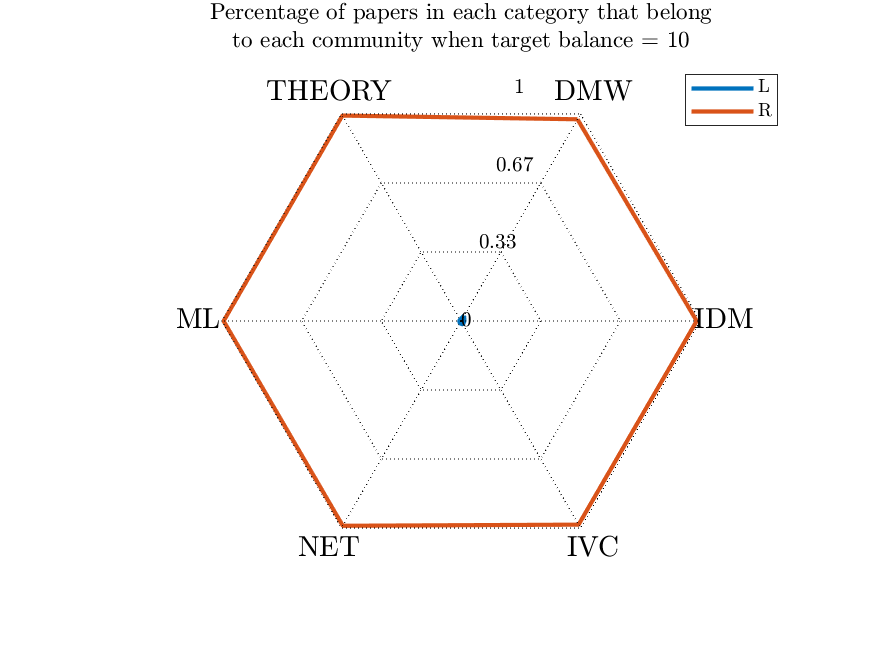 Percentage of papers in each category that belong
to each community when target balance = 10
THEORY
1
DMW
L
R
0.67
0.33
ML
0
IDM
NET
IVC